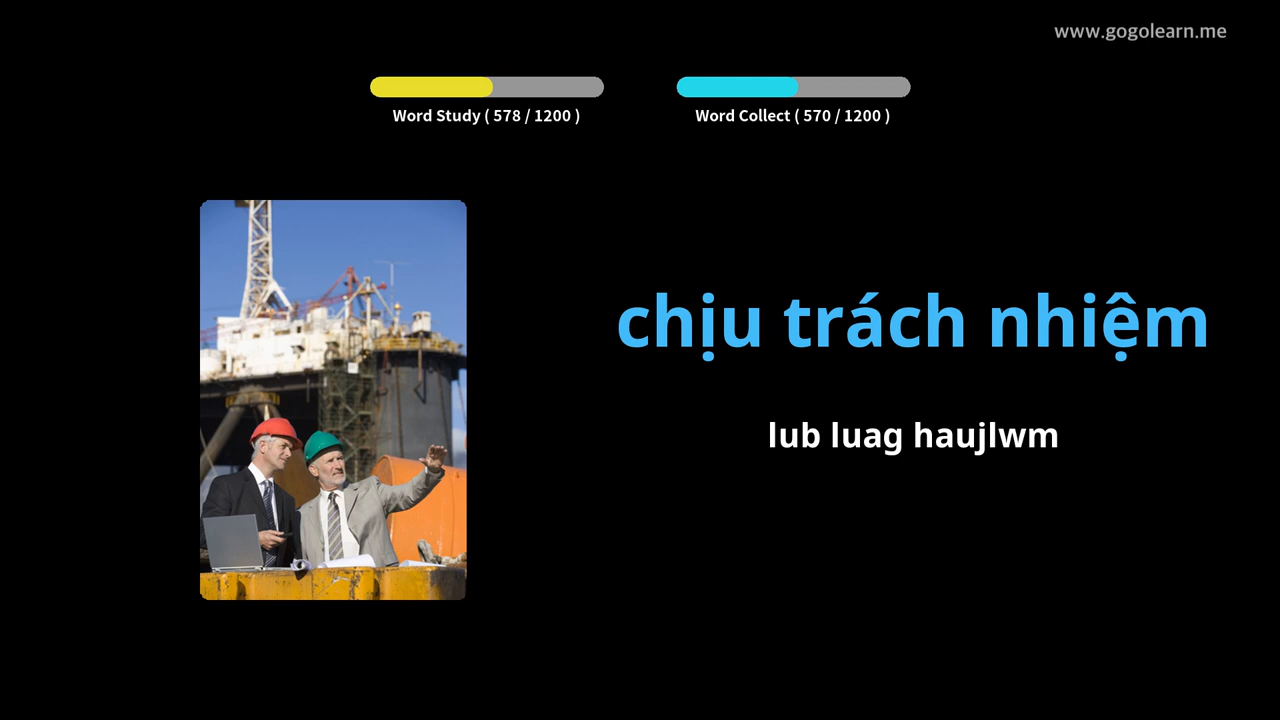 www.gogolearn.me
Word Study ( 578 / 1200 )
Word Collect ( 570 / 1200 )
chịu trách nhiệm
lub luag haujlwm